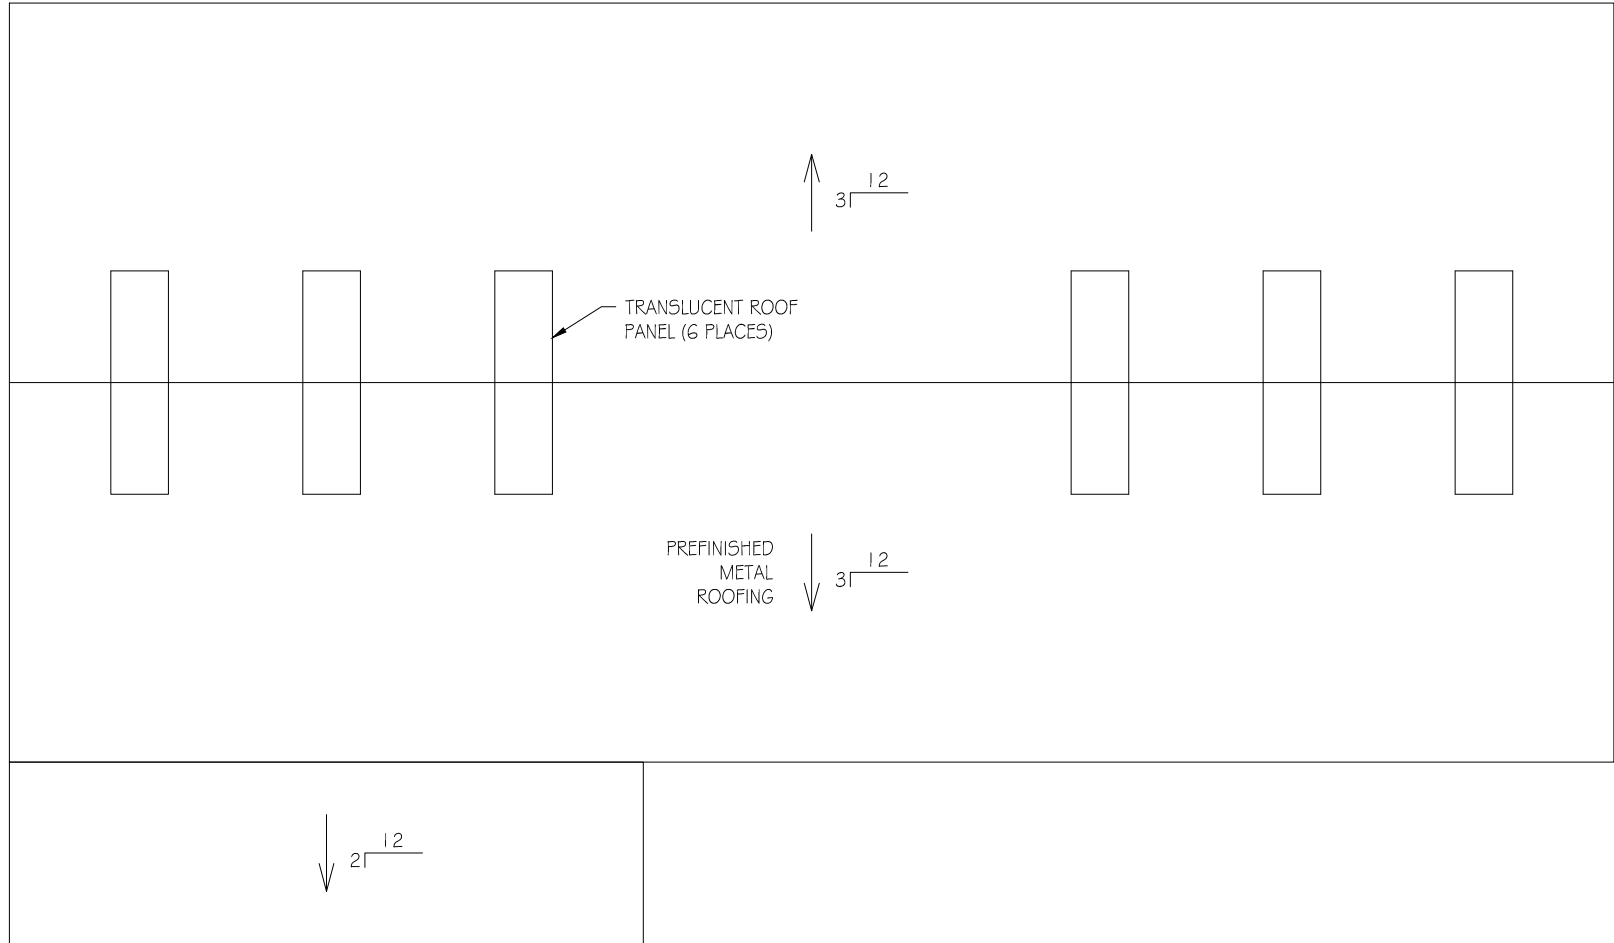 12
3
TRANSLUCENT ROOF
PANEL (6 PLACES)
PREFINISHED
METAL
ROOFING
12
3
12
2